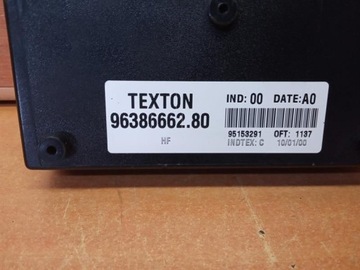 TEXTON
IND: 00 DATE: A0
96386662.80
HF
95153291 OFT: 1137
INDTEX: C 10/01/00